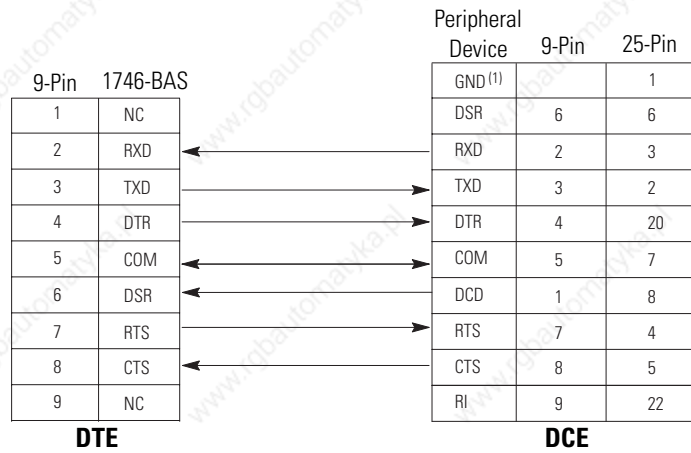 Peripheral
Device 9-Pin 25-Pin
9-Pin 1746-BAS
GND (1) 1
1 NC DSR 6 6
2 RXD RXD 2 3
3 TXD TXD 3 2
4 DTR DTR 4 20
5 COM COM 5 7
6 DSR DCD 1 8
7 RTS RTS 7 4
8 CTS CTS 8 5
9 NC RI 9 22
DTE DCE
www.rgbautomatyka.pl